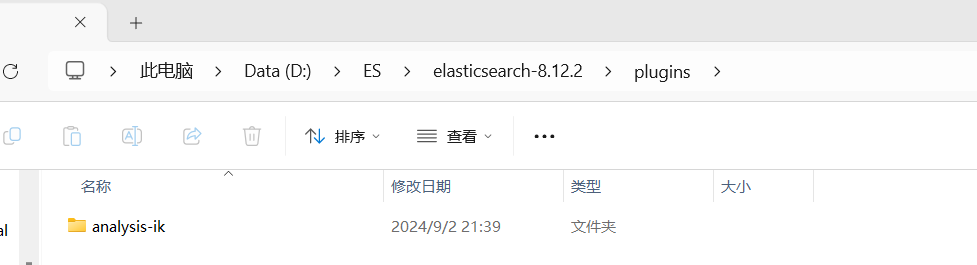 此电脑 > Data (D:) > ES > elasticsearch-8.12.2 > plugins >
排序 查看
名称 修改日期 类型 大小
analysis-ik 2024/9/2 21:39 文件夹